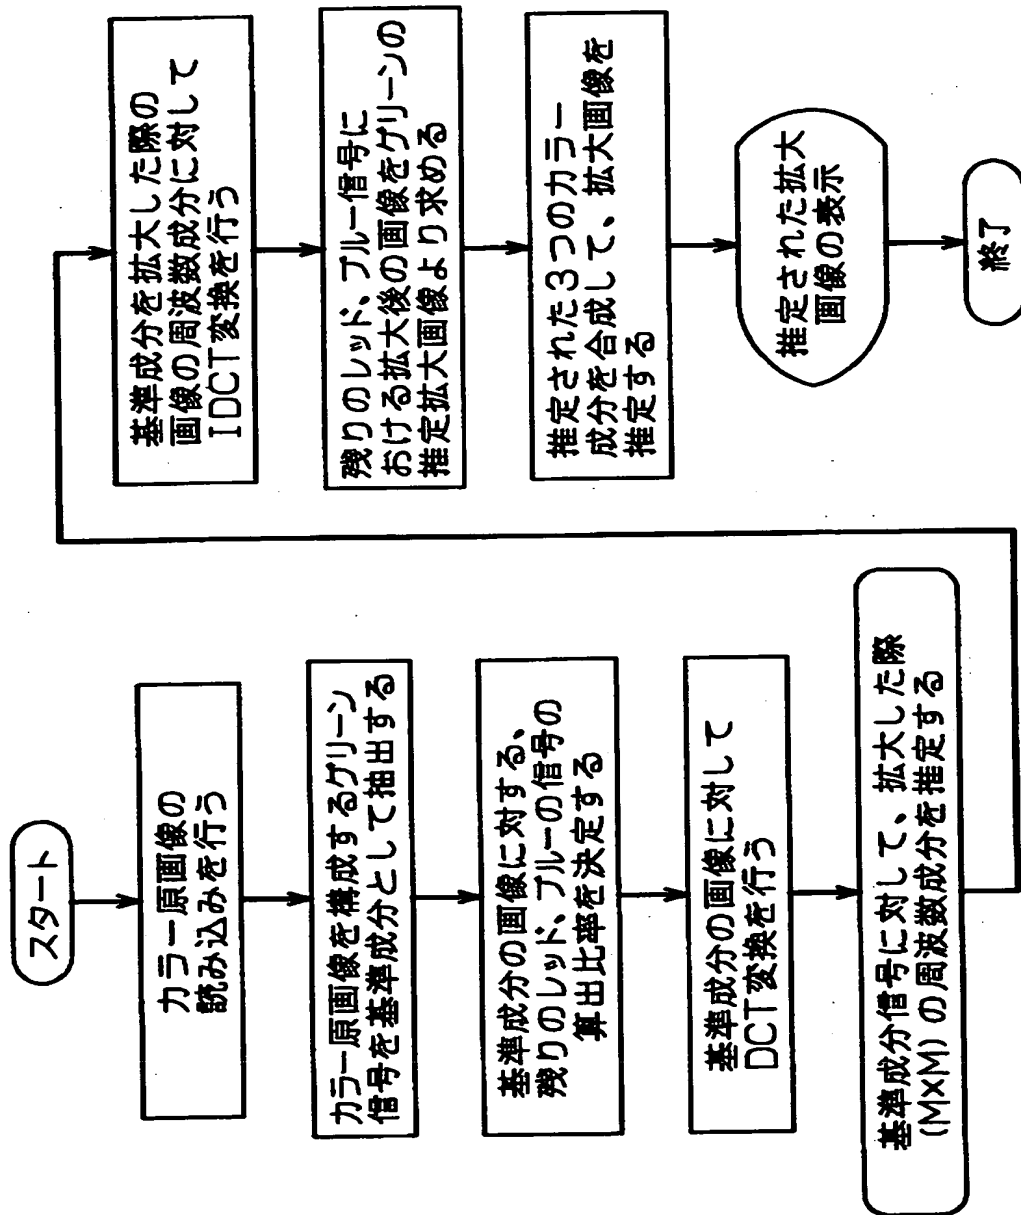 スタート
カラー原画像の
読み込みを行う
カラー原画像を構成するグリーン
信号を基準成分として抽出する
基準成分の画像に対する、
残りのレッド、ブルーの信号の
算出比率を決定する
基準成分の画像に対して
DCT変換を行う
基準成分信号に対して、拡大した際
(M×M) の周波数成分を推定する
基準成分を拡大した際の
画像の周波数成分に対して
IDCT変換を行う
残りのレッド、ブルー信号に
おける拡大後の画像をグリーンの
推定拡大画像より求める
推定された3つのカラー
成分を合成して、拡大画像を
推定する
推定された拡大
画像の表示
終了